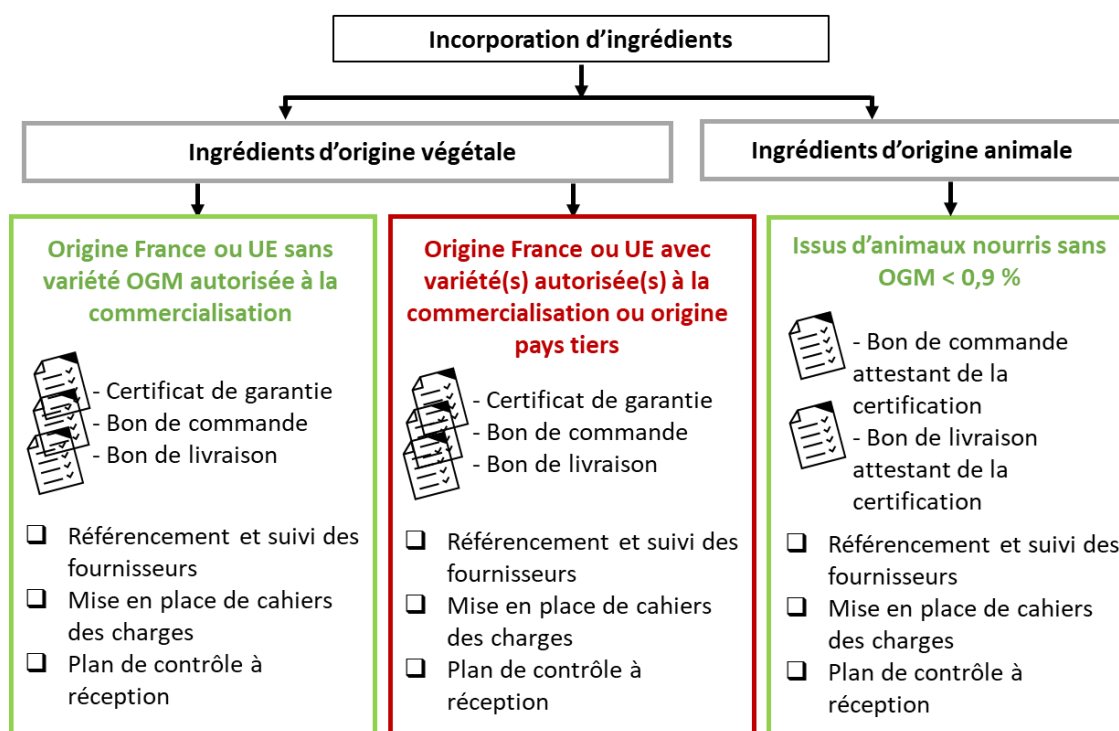 Incorporation d’ingrédients
Ingrédients d’origine végétale
Ingrédients d’origine animale
Origine France ou UE sans
variété OGM autorisée à la
commercialisation
- Certificat de garantie
- Bon de commande
- Bon de livraison
❑ Référencement et suivi des
fournisseurs
❑ Mise en place de cahiers
des charges
❑ Plan de contrôle à
réception
Origine France ou UE avec
variété(s) autorisée(s) à la
commercialisation ou origine
pays tiers
- Certificat de garantie
- Bon de commande
- Bon de livraison
❑ Référencement et suivi des
fournisseurs
❑ Mise en place de cahiers
des charges
❑ Plan de contrôle à
réception
Issus d’animaux nourris sans
OGM < 0,9 %
- Bon de commande
attestant de la
certification
- Bon de livraison
attestant de la
certification
❑ Référencement et suivi des
fournisseurs
❑ Mise en place de cahiers
des charges
❑ Plan de contrôle à
réception